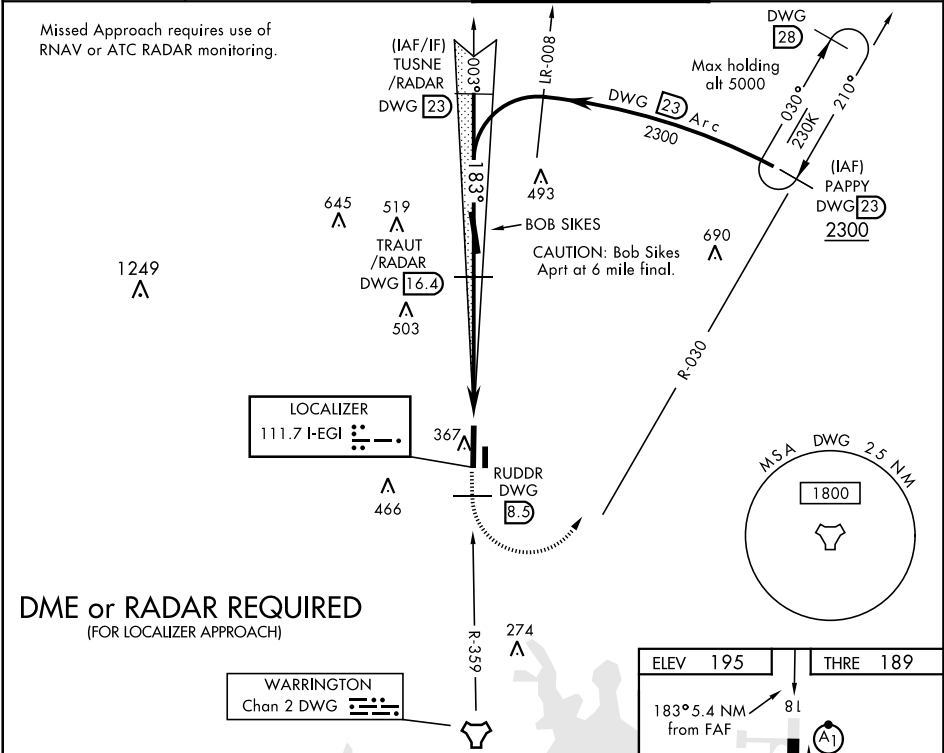 Missed Approach requires use of
RNAV or ATC RADAR monitoring.
(IAF/IF)
TUSNE
/RADAR
DWG 23
003°
LR-008
DWG
28
Max holding
alt 5000
030°
230K
210°
DWG 23 Arc
2300
(IAF)
PAPPY
DWG 23
2300
183°
493
645
519
BOB SIKES
690
CAUTION: Bob Sikes
Aprt at 6 mile final.
TRAUT
/RADAR
DWG 16.4
1249
503
R-030
LOCALIZER
111.7 I-EGI
367
RUDDR
DWG
8.5
466
MSA DWG 25 NM
1800
DME or RADAR REQUIRED
(FOR LOCALIZER APPROACH)
R-359
274
WARRINGTON
Chan 2 DWG
ELEV 195
THRE 189
183° 5.4 NM
from FAF
18
A1